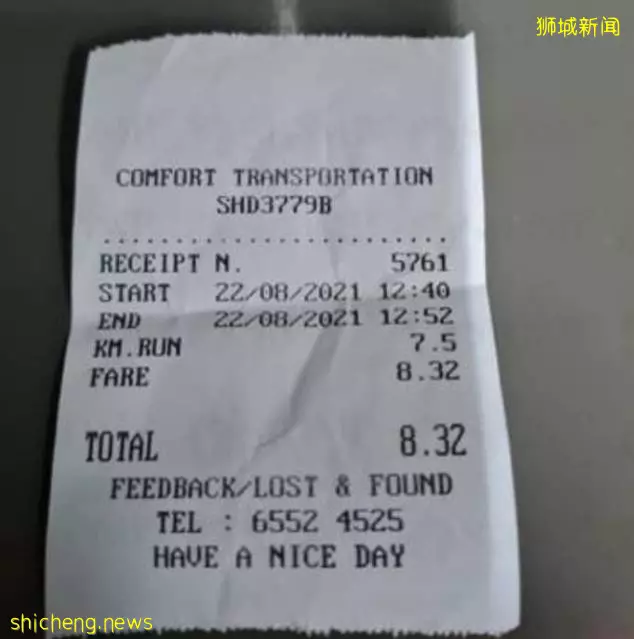 狮城新闻
COMFORT TRANSPORTATION
SHD3779B
........................
RECEIPT N. 5761
START 22/08/2021 12:40
END 22/08/2021 12:52
KM.RUN 7.5
FARE 8.32
TOTAL 8.32
FEEDBACK/LOST & FOUND
TEL : 6552 4525
HAVE A NICE DAY
shicheng.news